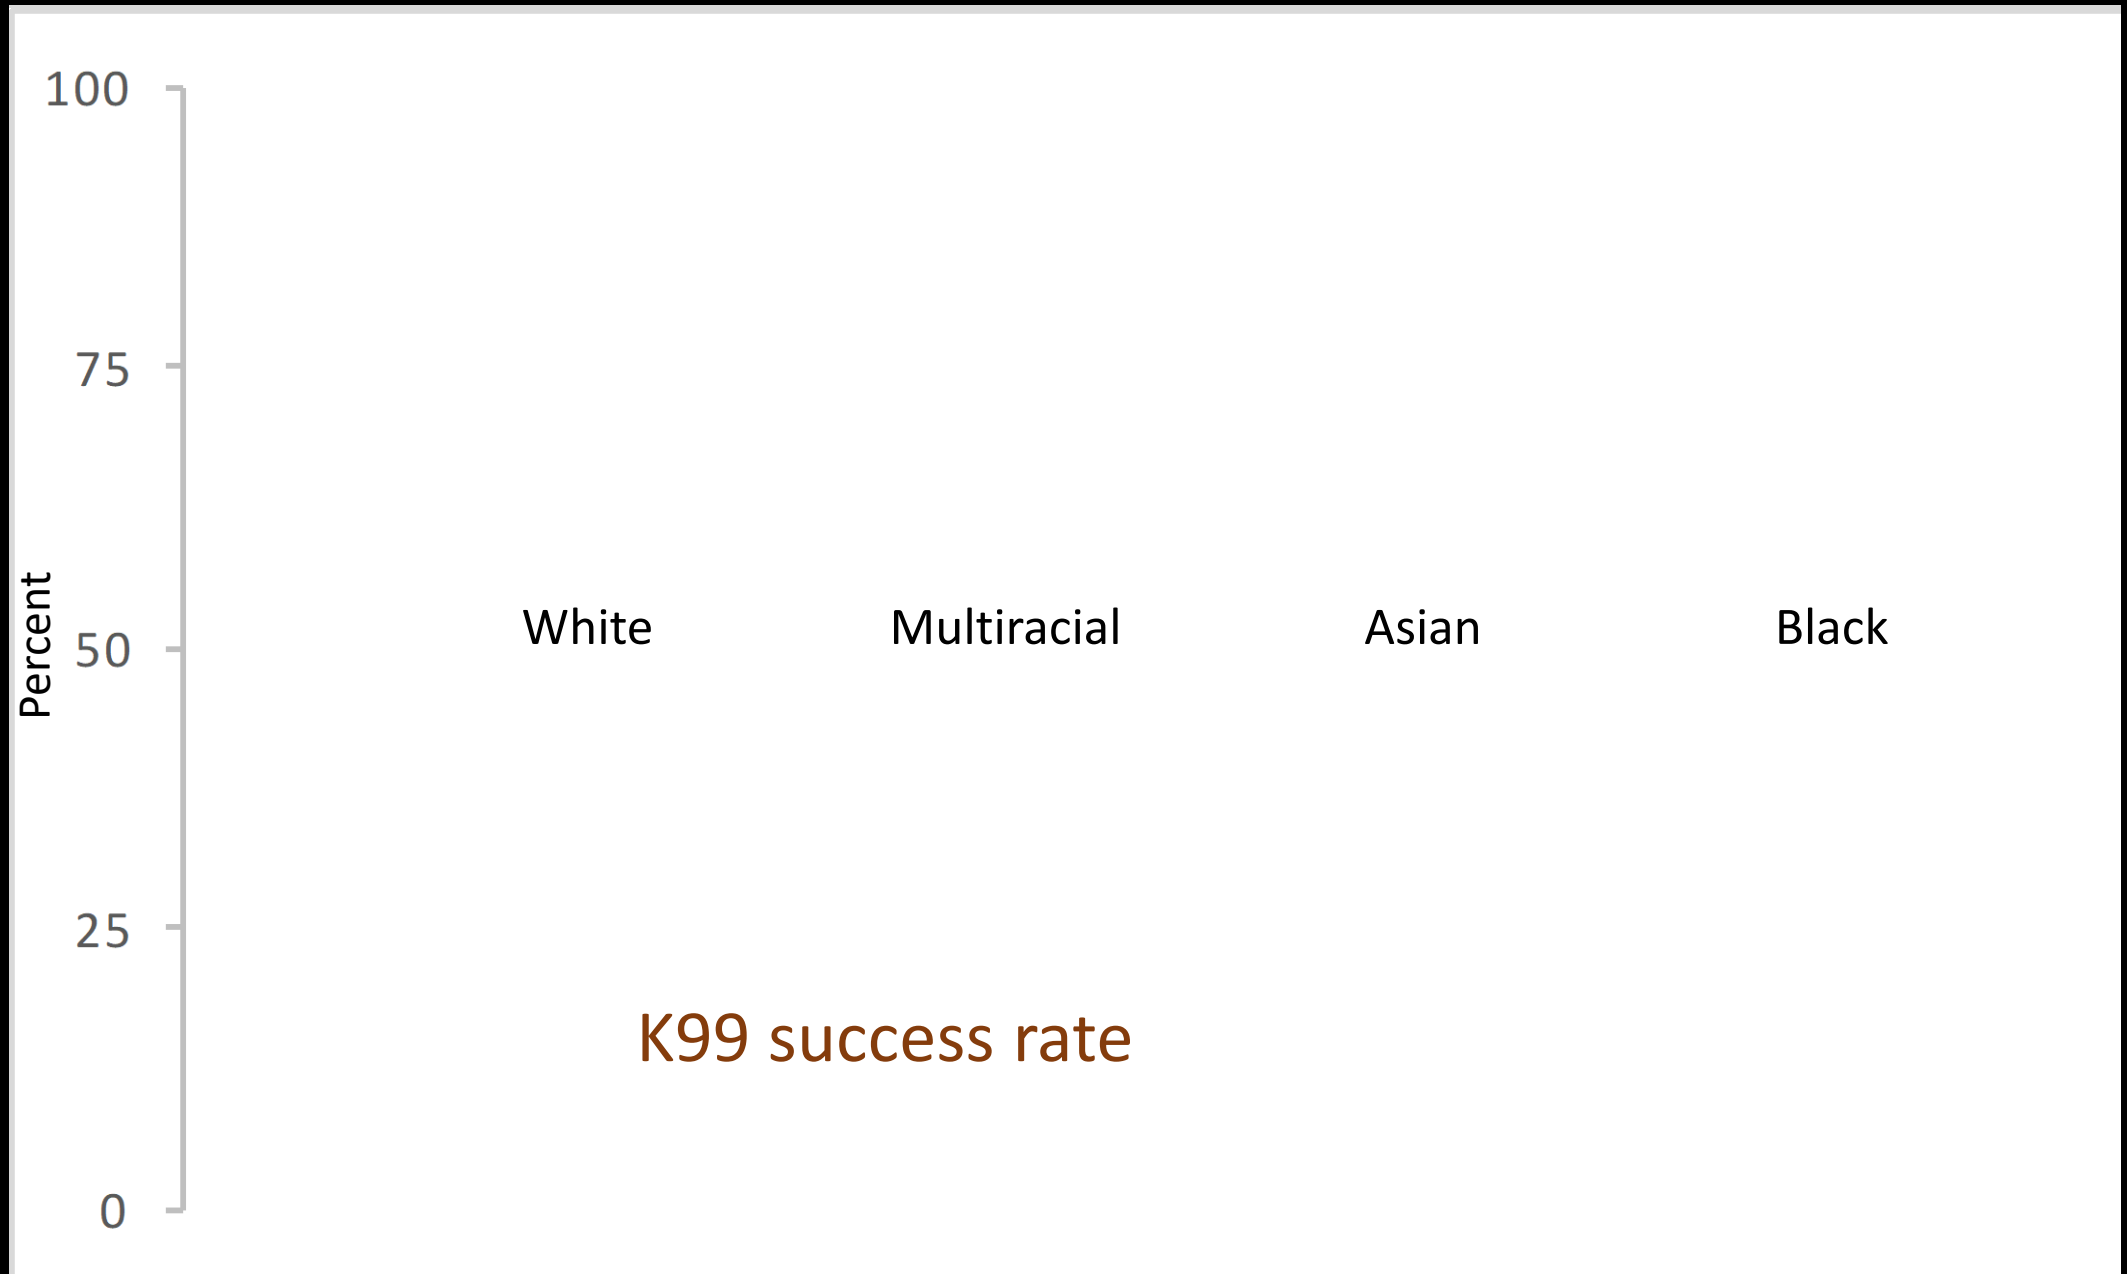 100
75
Percent
White Multiracial Asian Black
50
25
K99 success rate
0